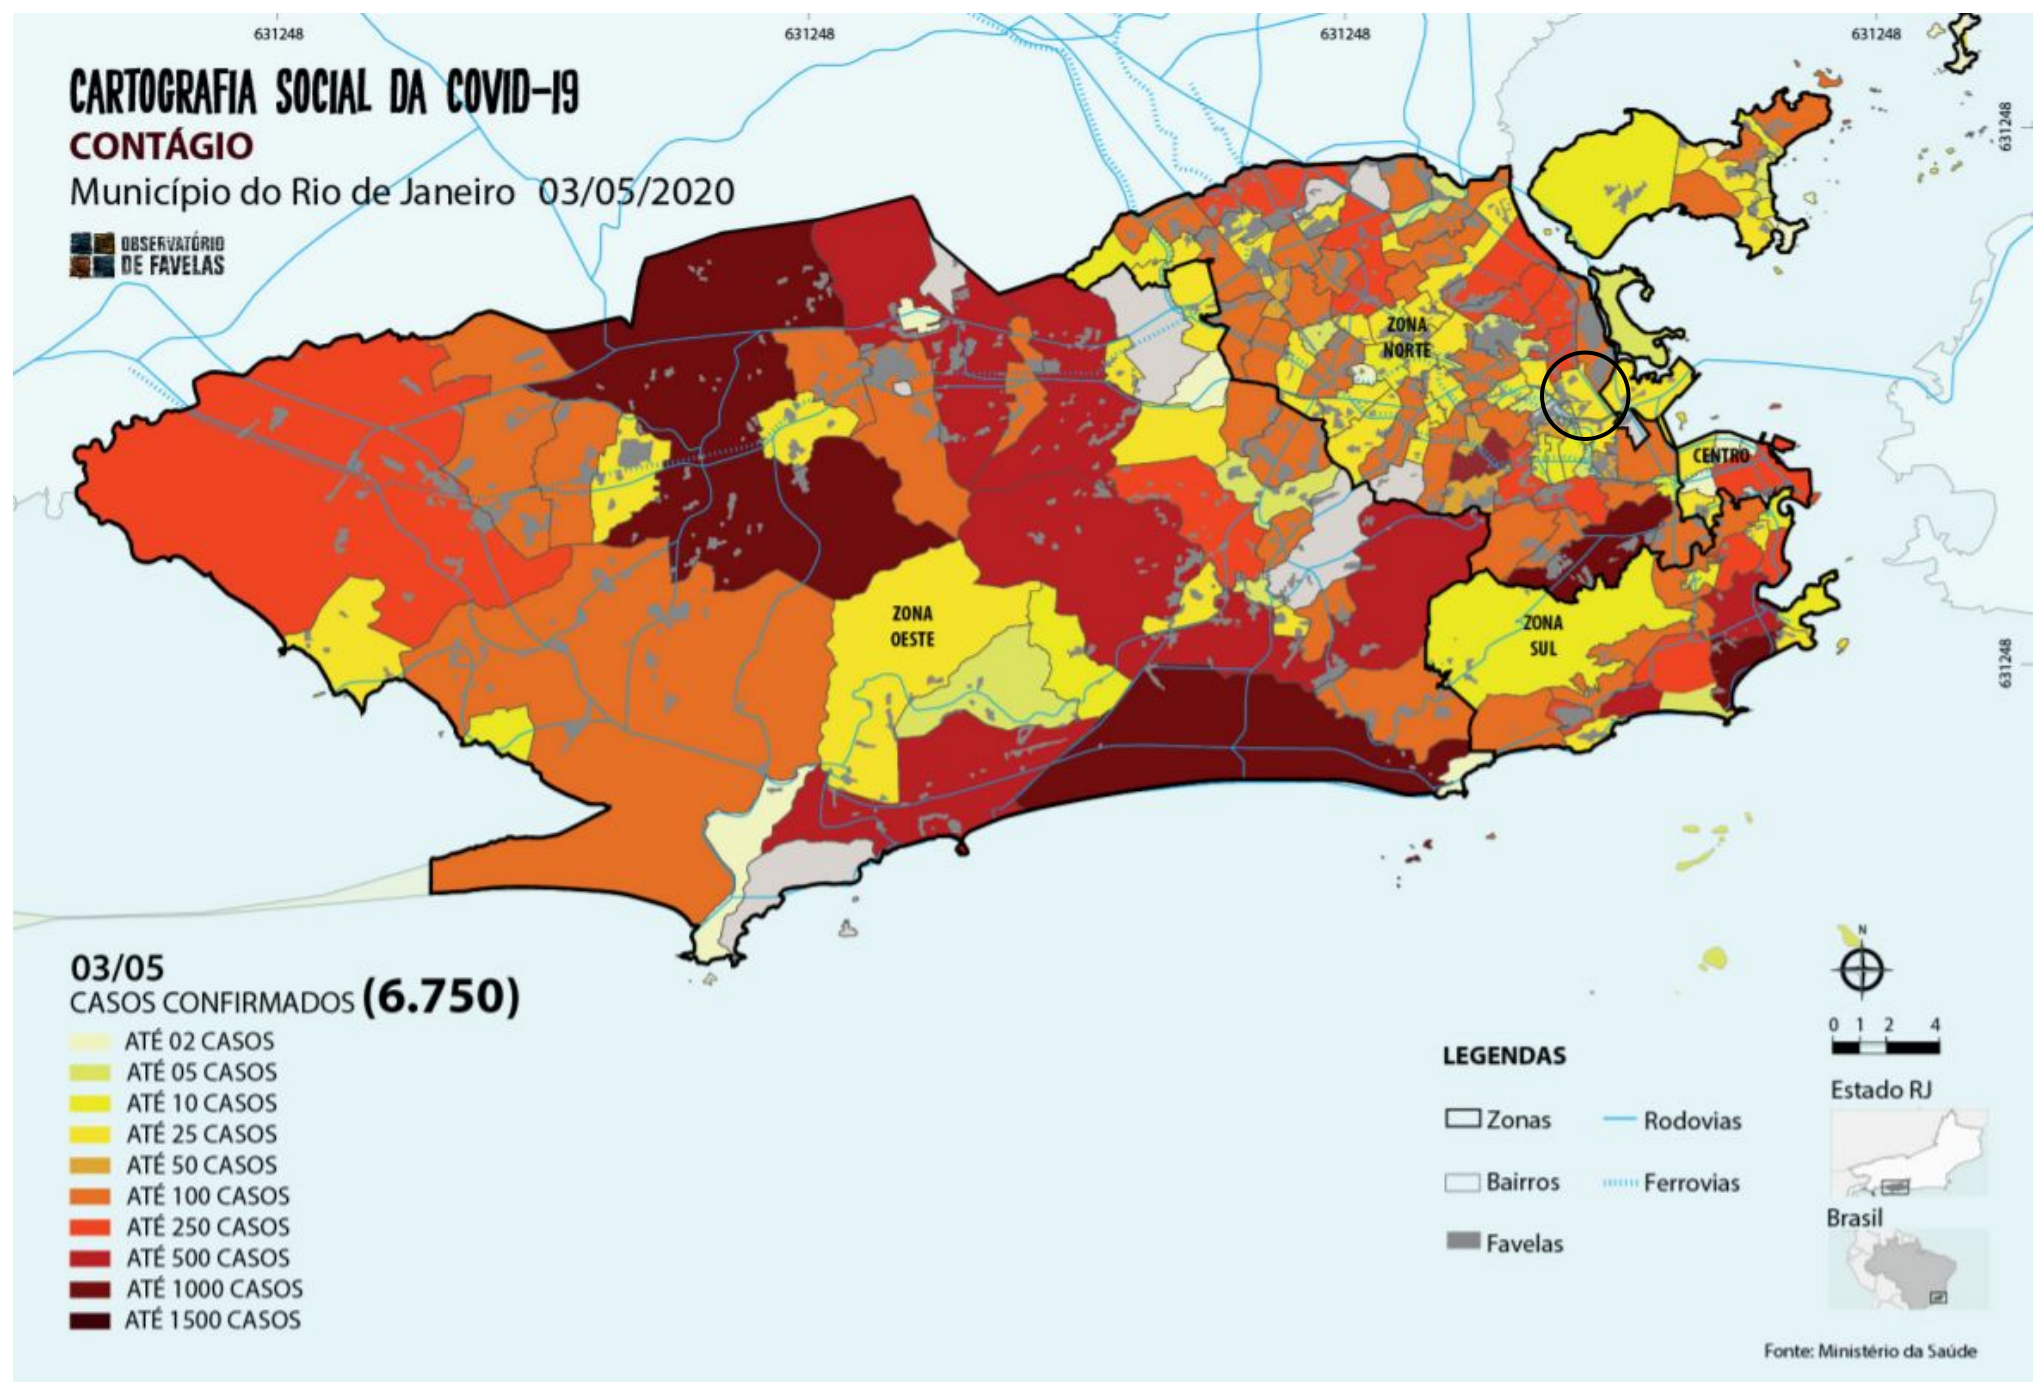 631248
631248
631248
631248
CARTOGRAFIA SOCIAL DA COVID-19
CONTÁGIO
Município do Rio de Janeiro 03/05/2020
OBSERVATÓRIO
DE FAVELAS
631248
ZONA
NORTE
CENTRO
ZONA
OESTE
ZONA
SUL
631248
03/05
CASOS CONFIRMADOS (6.750)
ATÉ 02 CASOS
ATÉ 05 CASOS
ATÉ 10 CASOS
ATÉ 25 CASOS
ATÉ 50 CASOS
ATÉ 100 CASOS
ATÉ 250 CASOS
ATÉ 500 CASOS
ATÉ 1000 CASOS
ATÉ 1500 CASOS
LEGENDAS
Zonas
Rodovias
Bairros
Ferrovias
Favelas
N
0 1 2 4
Estado RJ
Brasil
Fonte: Ministério da Saúde